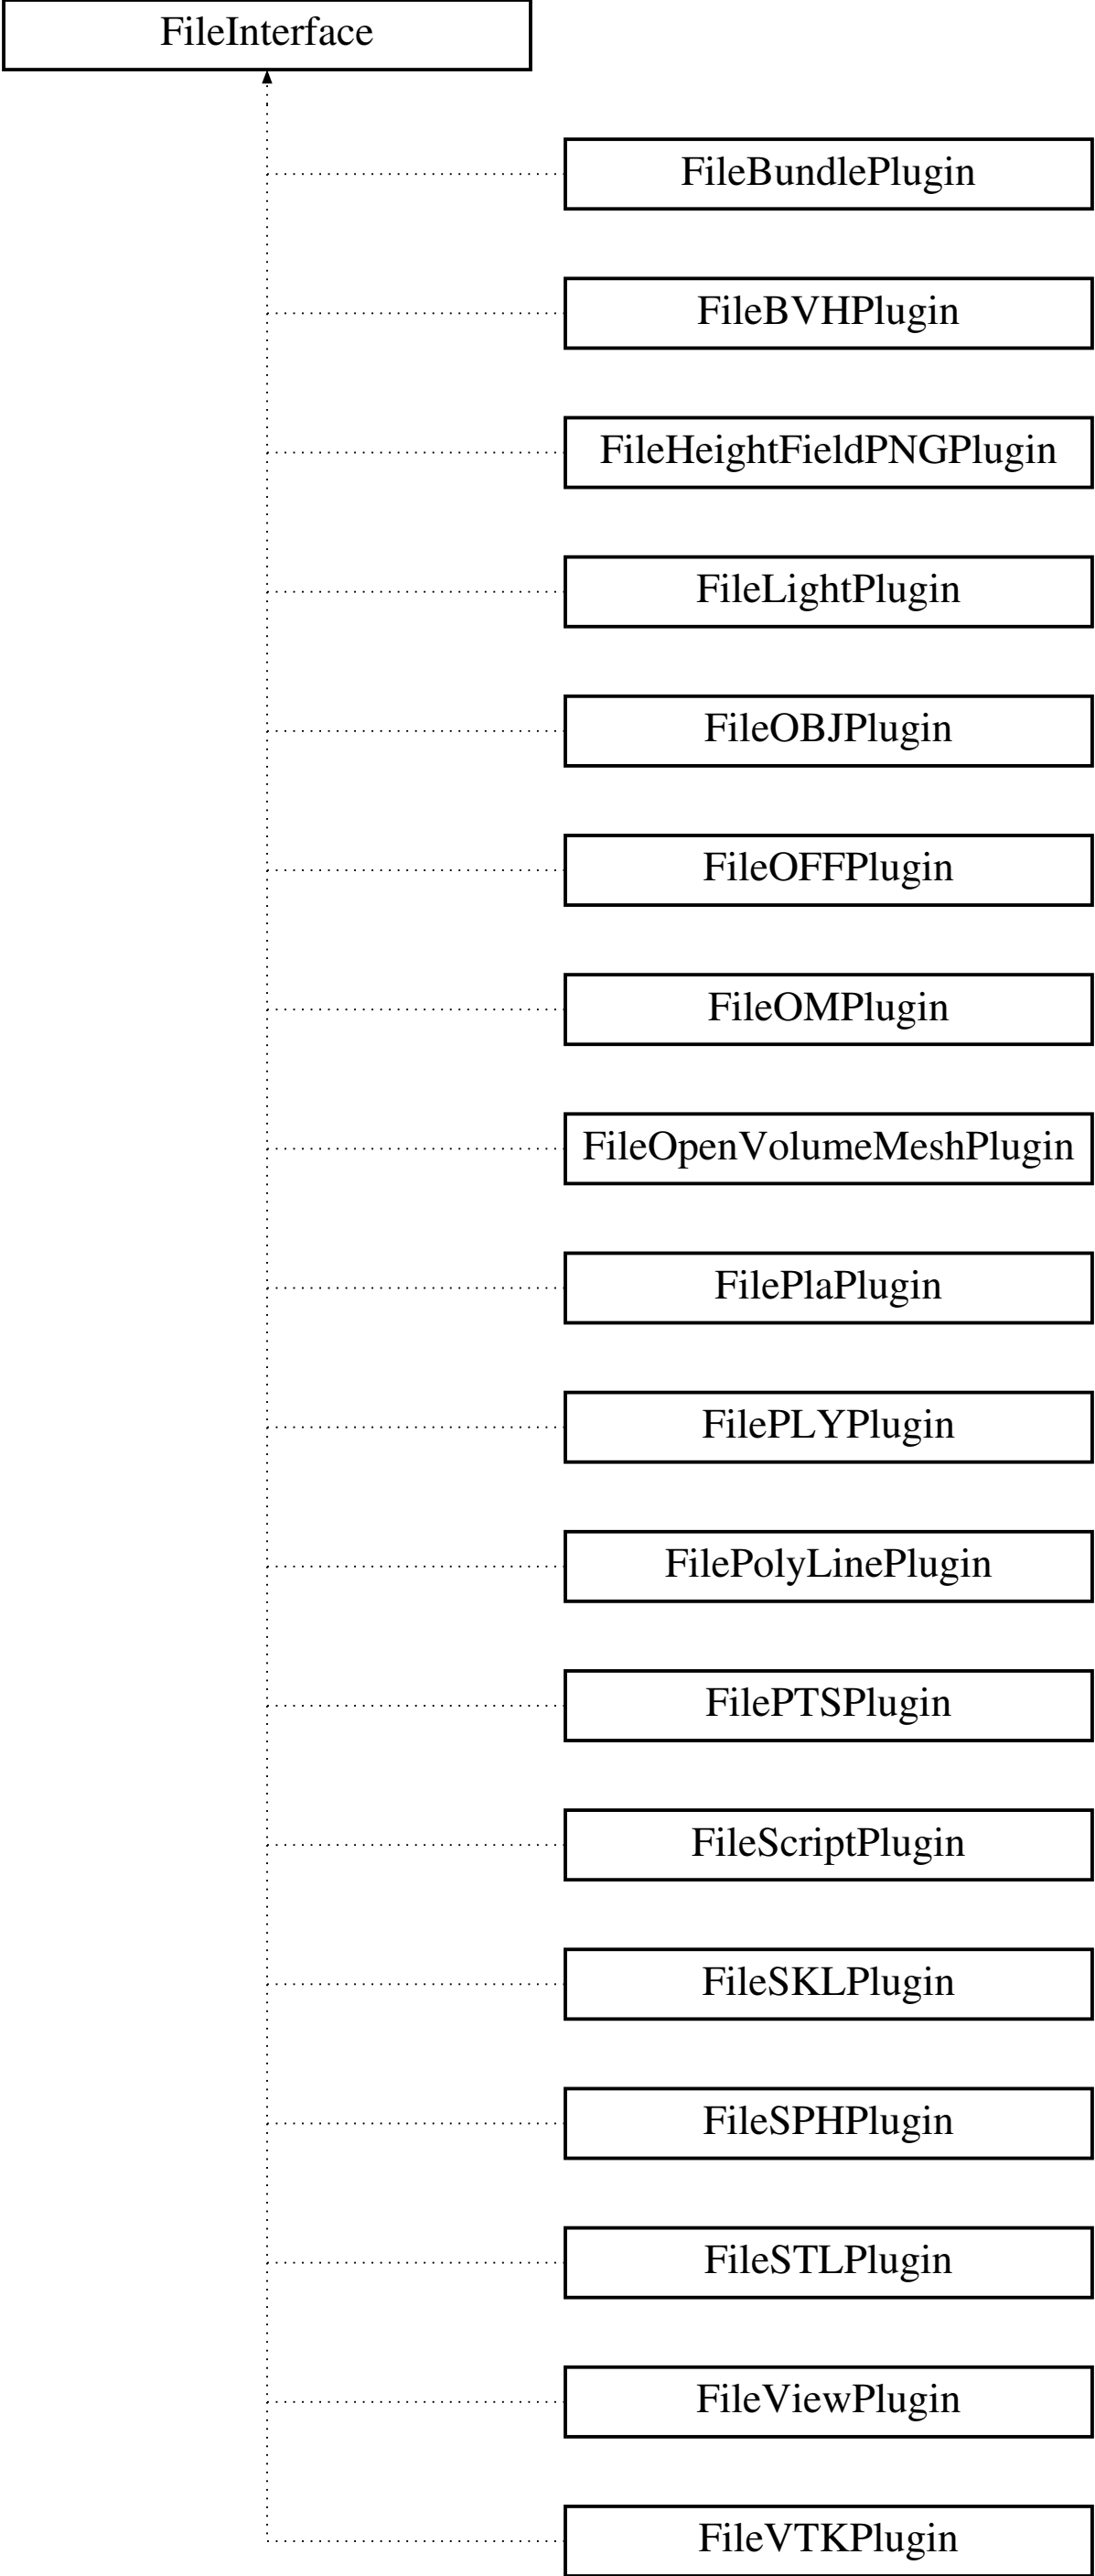 FileInterface
FileBundlePlugin
FileBVHPlugin
FileHeightFieldPNGPlugin
FileLightPlugin
FileOBJPlugin
FileOFFPlugin
FileOMPlugin
FileOpenVolumeMeshPlugin
FilePlaPlugin
FilePLYPlugin
FilePolyLinePlugin
FilePTSPlugin
FileScriptPlugin
FileSKLPlugin
FileSPHPlugin
FileSTLPlugin
FileViewPlugin
FileVTKPlugin